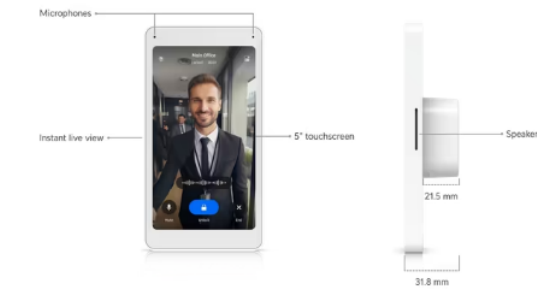 Microphones
Main Office
Instant live view
5" touchscreen
Speaker
21.5 mm
31.8 mm